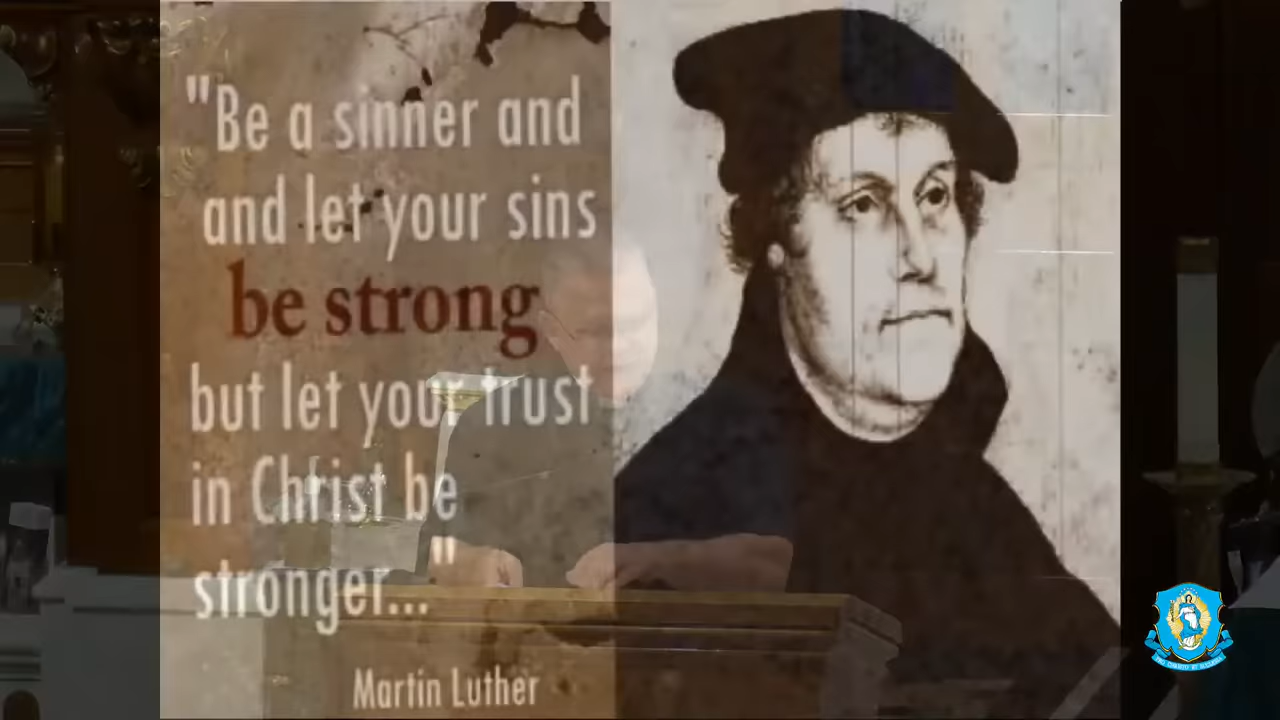 "Be a sinner and
and let your sins
be strong
but let your trust
in Christ be
stronger..."
Martin Luther